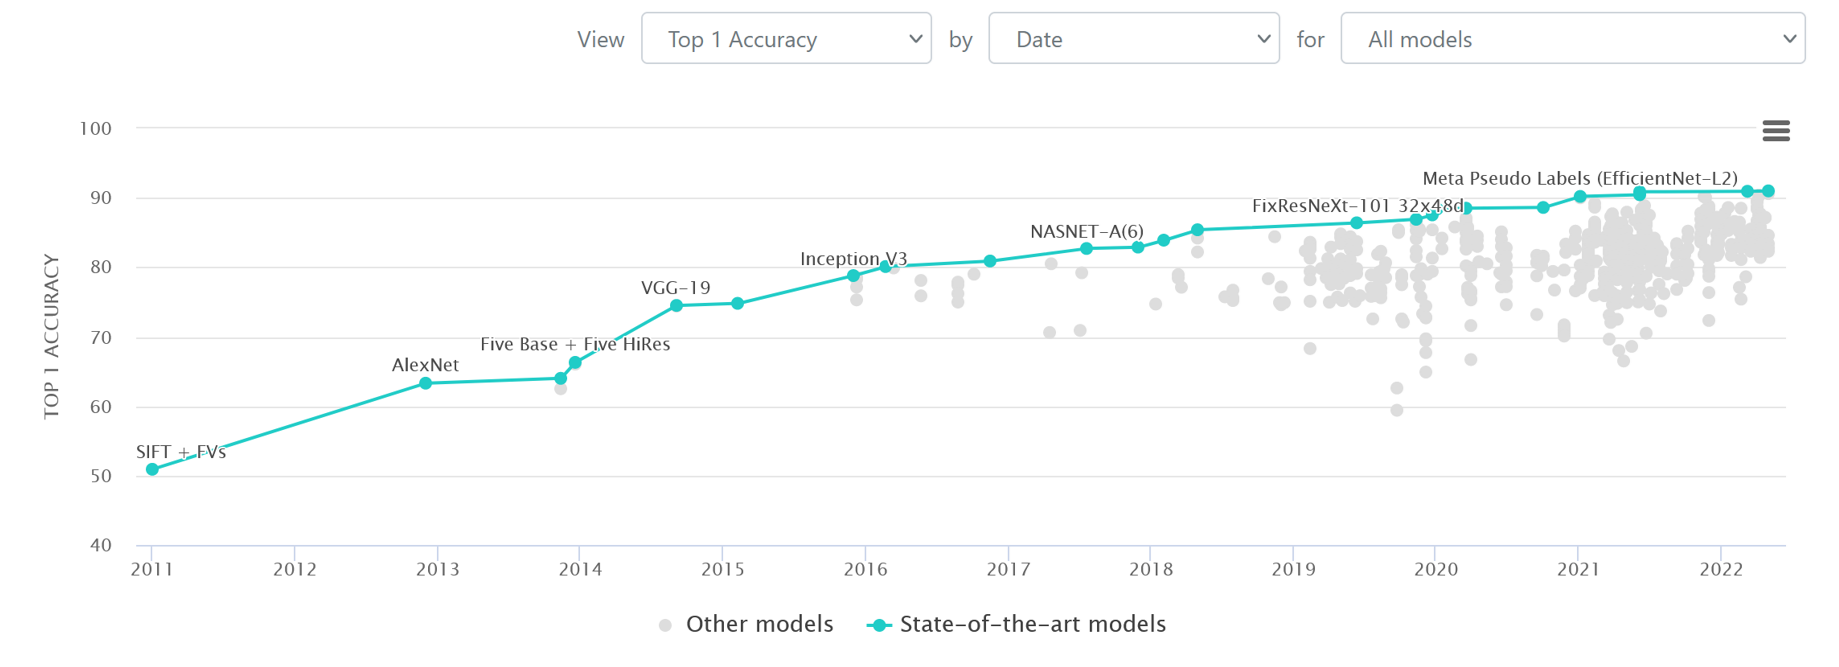 View Top 1 Accuracy by Date for All models
100
Meta Pseudo Labels (EfficientNet-L2)
90
FixResNeXt-101 32x48d
NASNET-A(6)
Inception V3
80
VGG-19
TOP 1 ACCURACY
70
Five Base + Five HiRes
AlexNet
60
SIFT + FVs
50
40
2011 2012 2013 2014 2015 2016 2017 2018 2019 2020 2021 2022
Other models State-of-the-art models